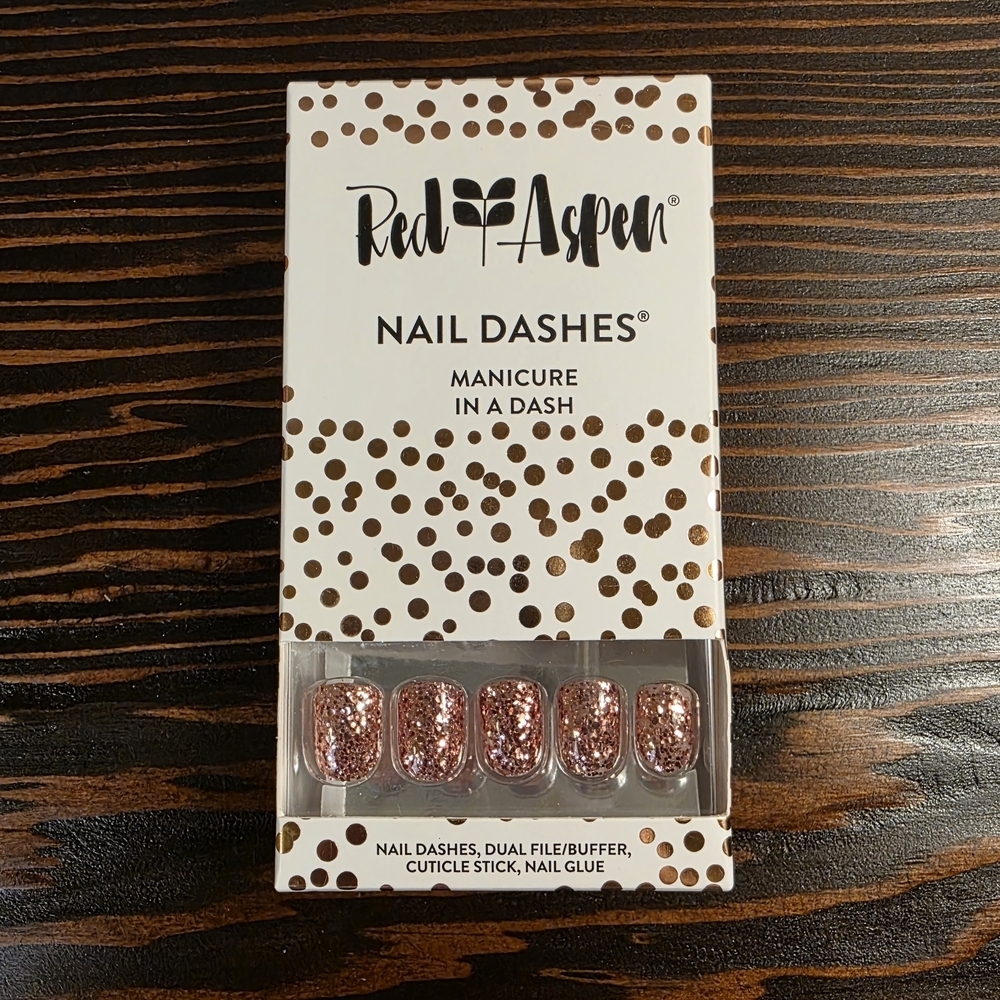 Red Aspen®
NAIL DASHES®
MANICURE
IN A DASH
NAIL DASHES, DUAL FILE/BUFFER,
CUTICLE STICK, NAIL GLUE